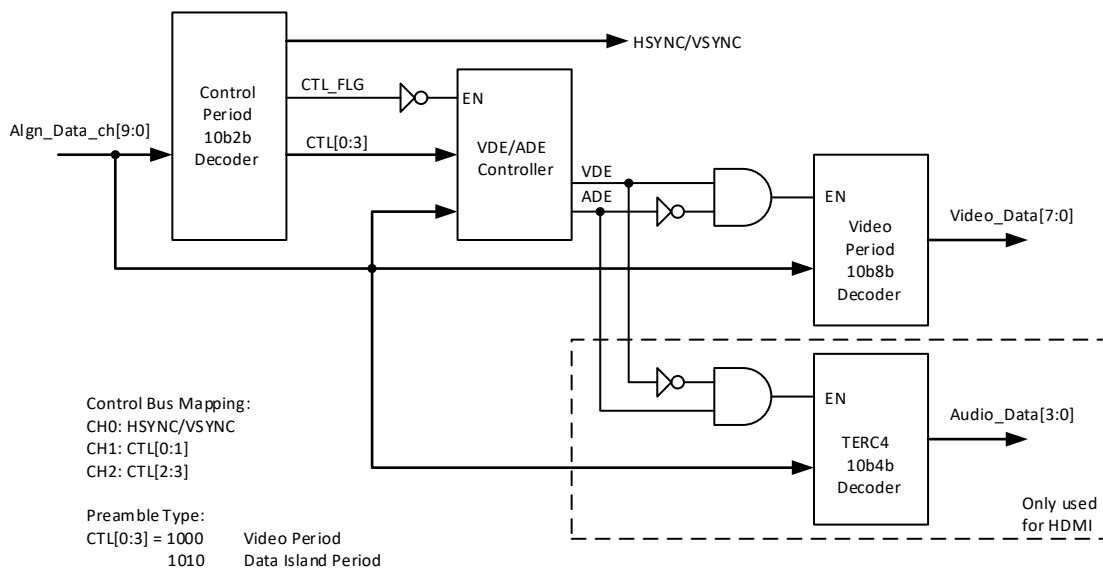 HSYNC/VSYNC
Control
Period
10b2b
Decoder
CTL_FLG
EN
Algn_Data_ch[9:0]
CTL[0:3]
VDE/ADE
Controller
VDE
ADE
EN
Video
Period
10b8b
Decoder
Video_Data[7:0]
EN
TERC4
10b4b
Decoder
Audio_Data[3:0]
Only used
for HDMI
Control Bus Mapping:
CH0: HSYNC/VSYNC
CH1: CTL[0:1]
CH2: CTL[2:3]
Preamble Type:
CTL[0:3] = 1000 Video Period
1010 Data Island Period